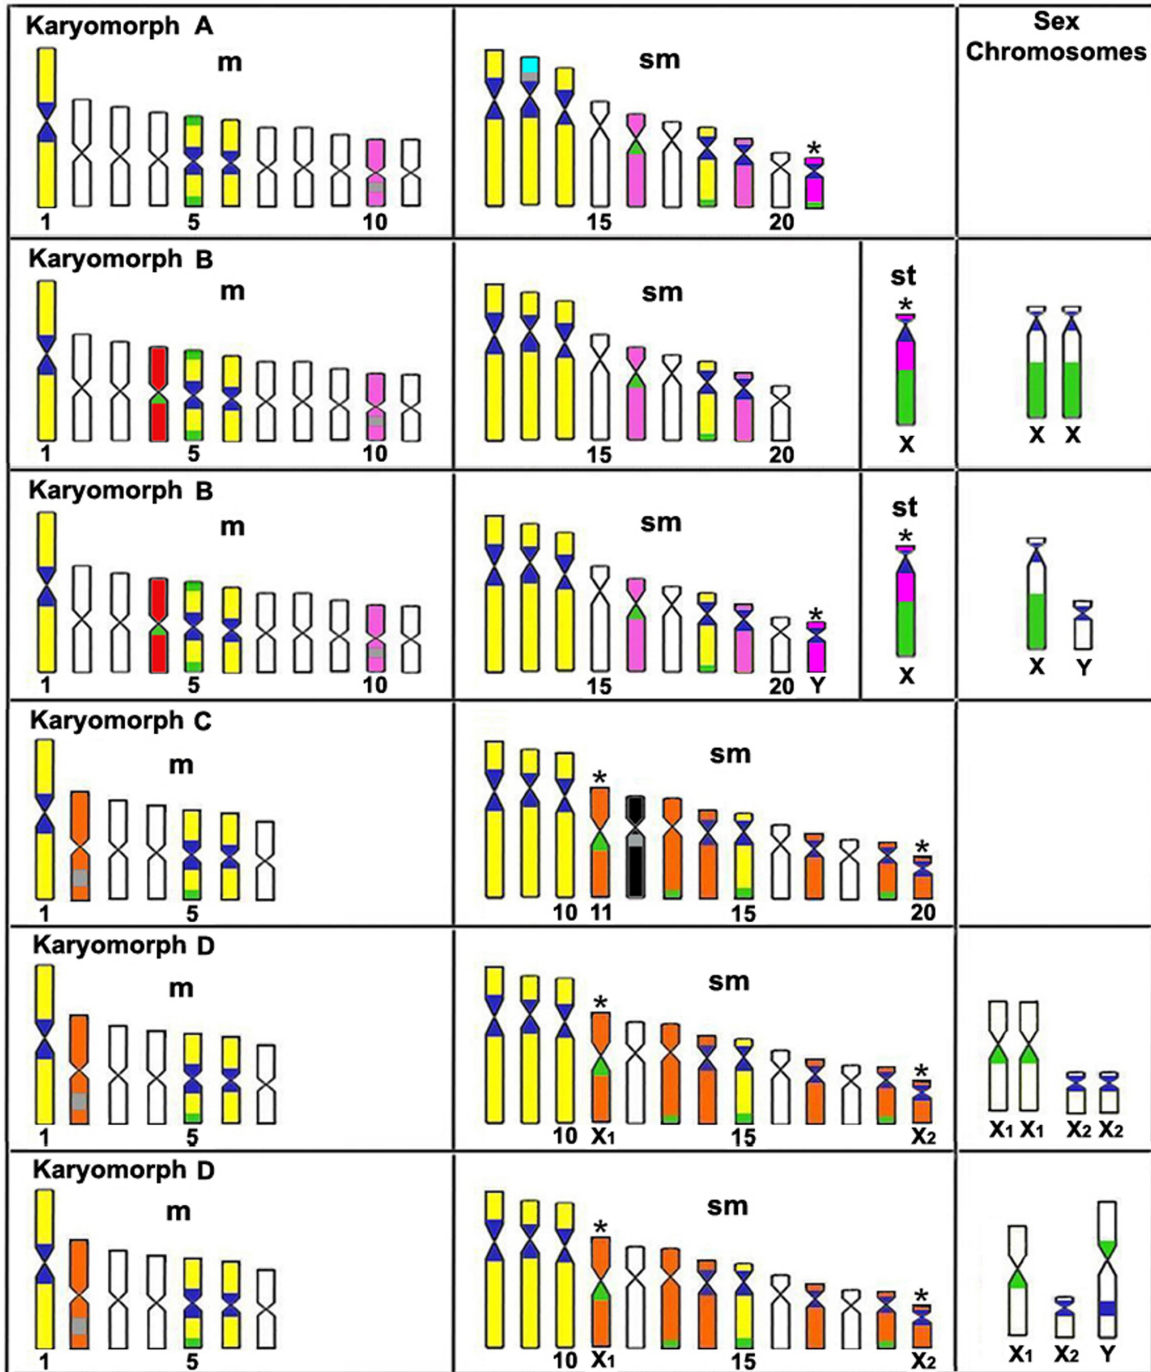 Karyomorph A
m
sm
Sex
Chromosomes
*
1 5 10
15 20
Karyomorph B
m
sm
st
*
1 5 10
15 20
X
X X
Karyomorph B
m
sm
st
*
*
1 5 10
15 20 Y
X
X Y
Karyomorph C
m
sm
*
*
1 5
10 11 15 20
Karyomorph D
m
sm
*
*
1 5
10 X1 15 X2
X1 X1 X2 X2
Karyomorph D
m
sm
*
*
1 5
10 X1 15 X2
X1 X2 Y